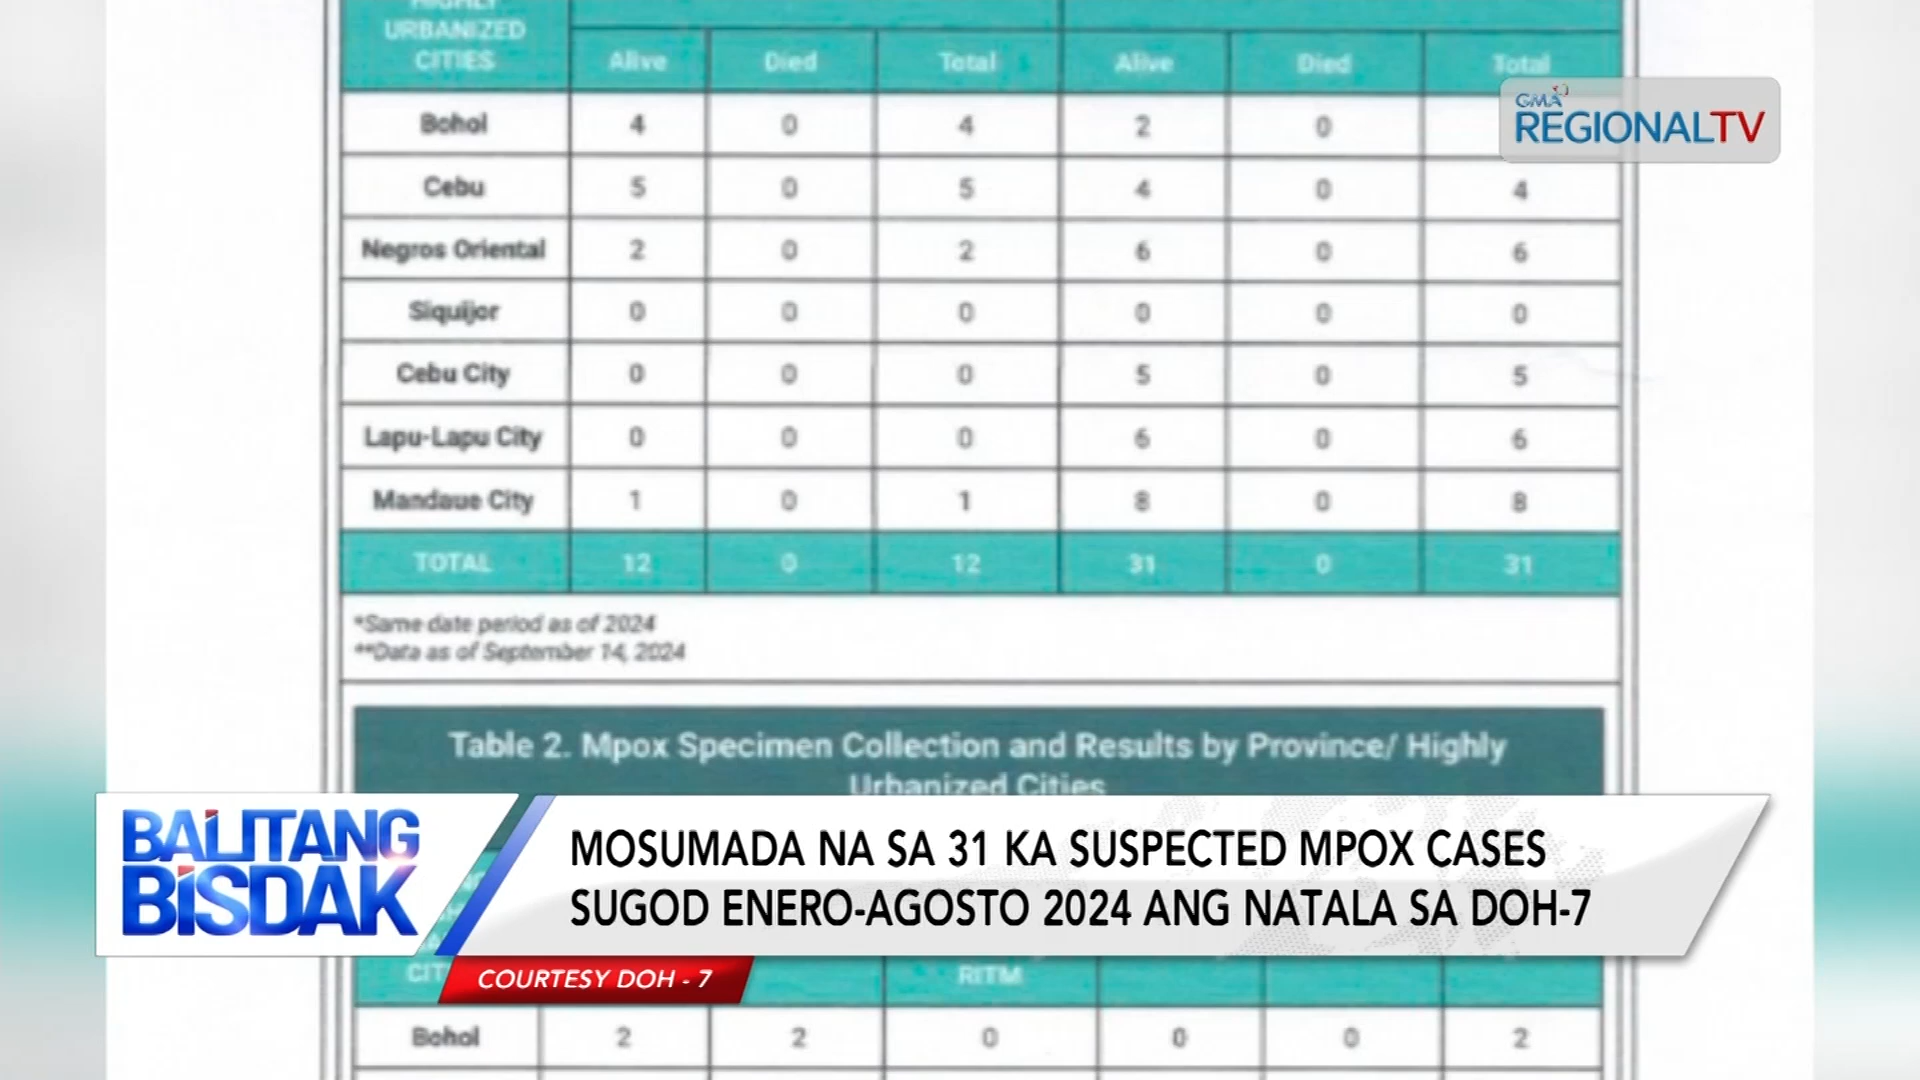 HIGHLY
URBANIZED
CITIES
Alive Died Total Alive Died Total
GMA
REGIONALTV
Bohol 4 0 4 2 0
Cebu 5 0 5 4 0 4
Negros Oriental 2 0 2 6 0 6
Siquijor 0 0 0 0 0 0
Cebu City 0 0 0 5 0 5
Lapu-Lapu City 0 0 0 6 0 6
Mandaue City 1 0 1 8 0 8
TOTAL 12 0 12 31 0 31
*Same date period as of 2024
**Data as of September 14, 2024
Table 2. Mpox Specimen Collection and Results by Province/ Highly
Urbanized Cities
BALITANG
BISDAK
MOSUMADA NA SA 31 KA SUSPECTED MPOX CASES
SUGOD ENERO-AGOSTO 2024 ANG NATALA SA DOH-7
COURTESY DOH - 7
RITM
Bohol 2 2 0 0 0 2